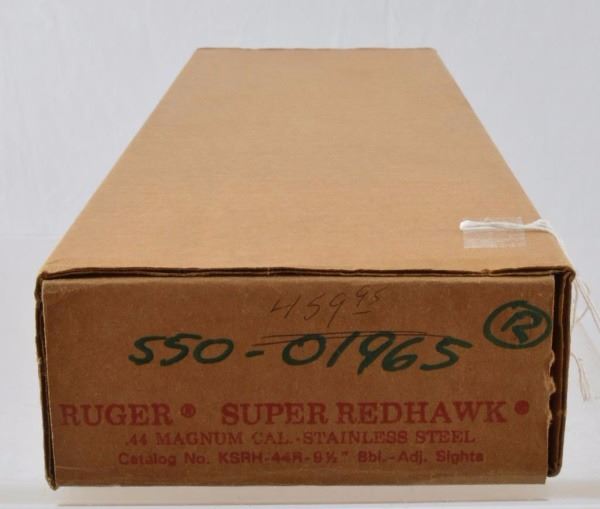 459.95
550-01965
R
RUGER® SUPER REDHAWK®
.44 MAGNUM CAL.-STAINLESS STEEL
Catalog No. KSRH-44R-9½" Bbl.-Adj. Sights